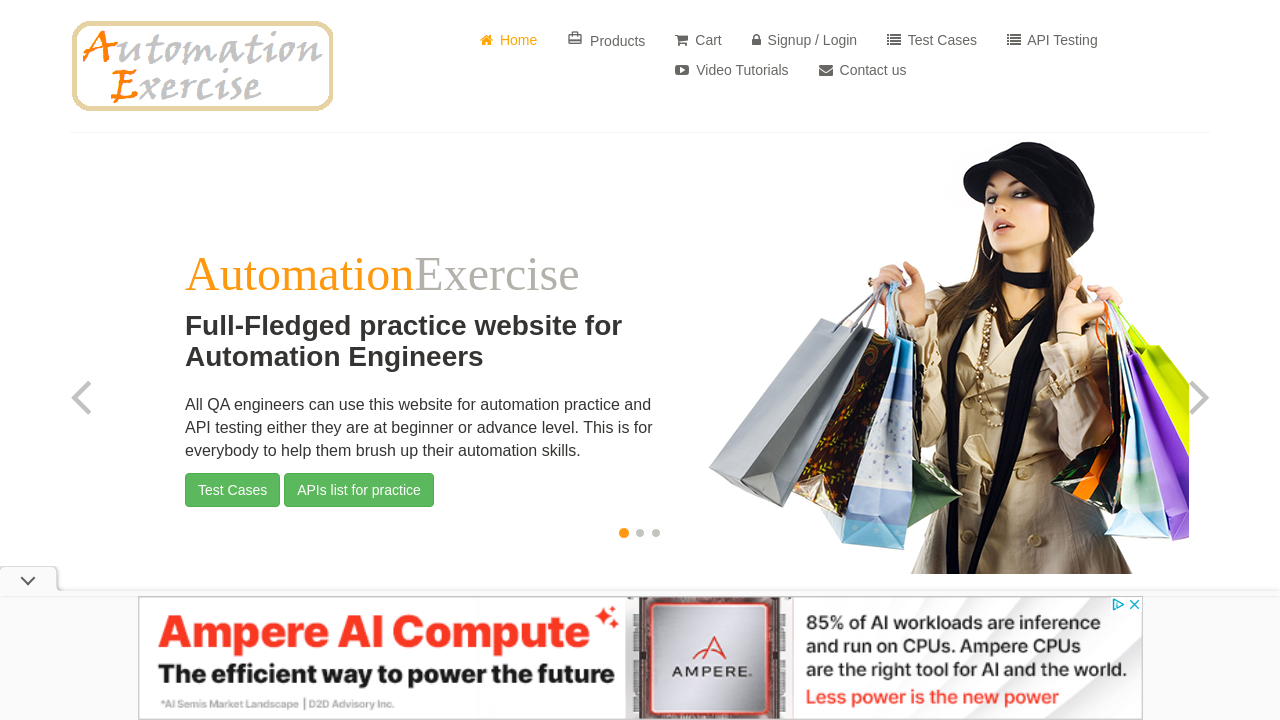 Automation
Exercise
Home
Products
Cart
Signup / Login
Test Cases
API Testing
Video Tutorials
Contact us
AutomationExercise
Full-Fledged practice website for
Automation Engineers
All QA engineers can use this website for automation practice and
API testing either they are at beginner or advance level. This is for
everybody to help them brush up their automation skills.
Test Cases
APIs list for practice
Ampere AI Compute
The efficient way to power the future
*AI Semis Market Landscape | D2D Advisory Inc.
AMPERE®
85% of AI workloads are inference
and run on CPUs. Ampere CPUs
are the right tool for AI and the world.
Less power is the new power